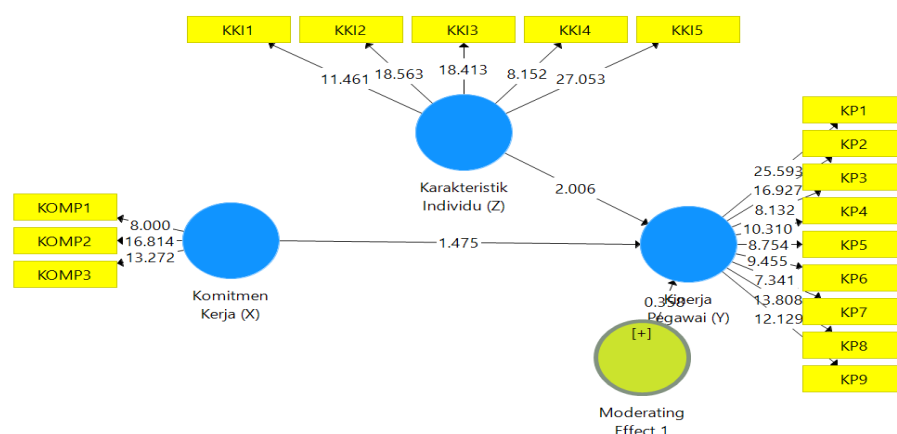 KKI1 KKI2 KKI3 KKI4 KKI5
11.461 18.563 18.413 8.152 27.053
Karakteristik
Individu (Z)
2.006
KOMP1
KOMP2
KOMP3
8.000
16.814
13.272
Komitmen
Kerja (X)
1.475
KP1
KP2
KP3
KP4
KP5
KP6
KP7
KP8
KP9
25.593
16.927
8.132
10.310
8.754
9.455
7.341
13.808
12.129
Kinerja
Pegawai (Y)
0.358
[+]
Moderating
Effect 1